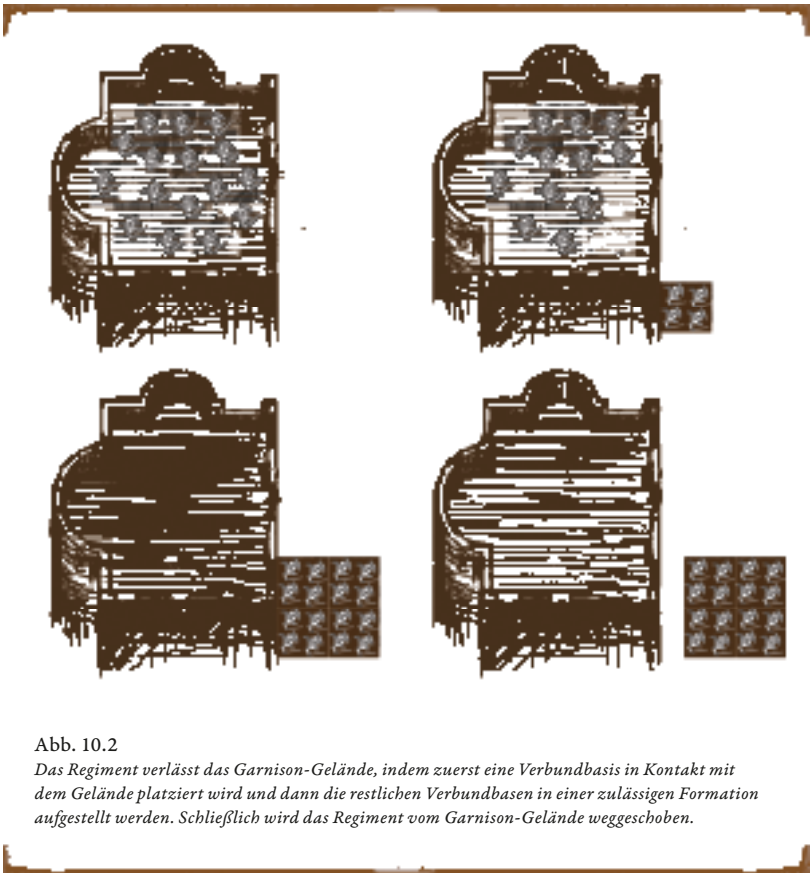 Abb. 10.2
Das Regiment verlässt das Garnison-Gelände, indem zuerst eine Verbundbasis in Kontakt mit
dem Gelände platziert wird und dann die restlichen Verbundbasen in einer zulässigen Formation
aufgestellt werden. Schließlich wird das Regiment vom Garnison-Gelände weggeschoben.